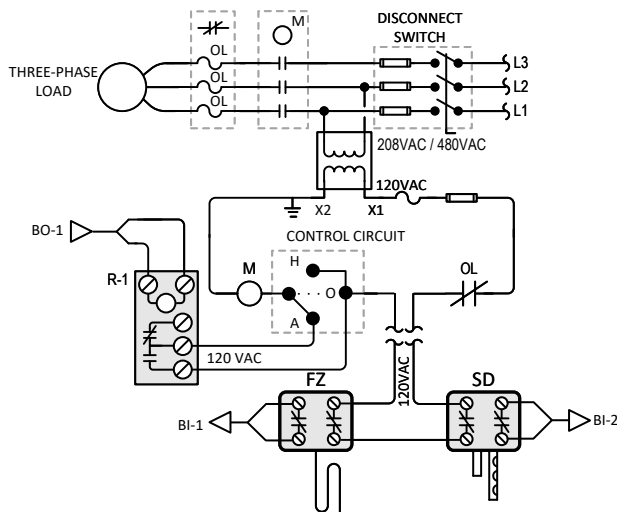 M
DISCONNECT
SWITCH
OL
OL
OL
THREE-PHASE
LOAD
L3
L2
L1
208VAC / 480VAC
120VAC
X2
X1
CONTROL CIRCUIT
BO-1
R-1
M
H
O
A
OL
120 VAC
120VAC
FZ
SD
BI-1
BI-2